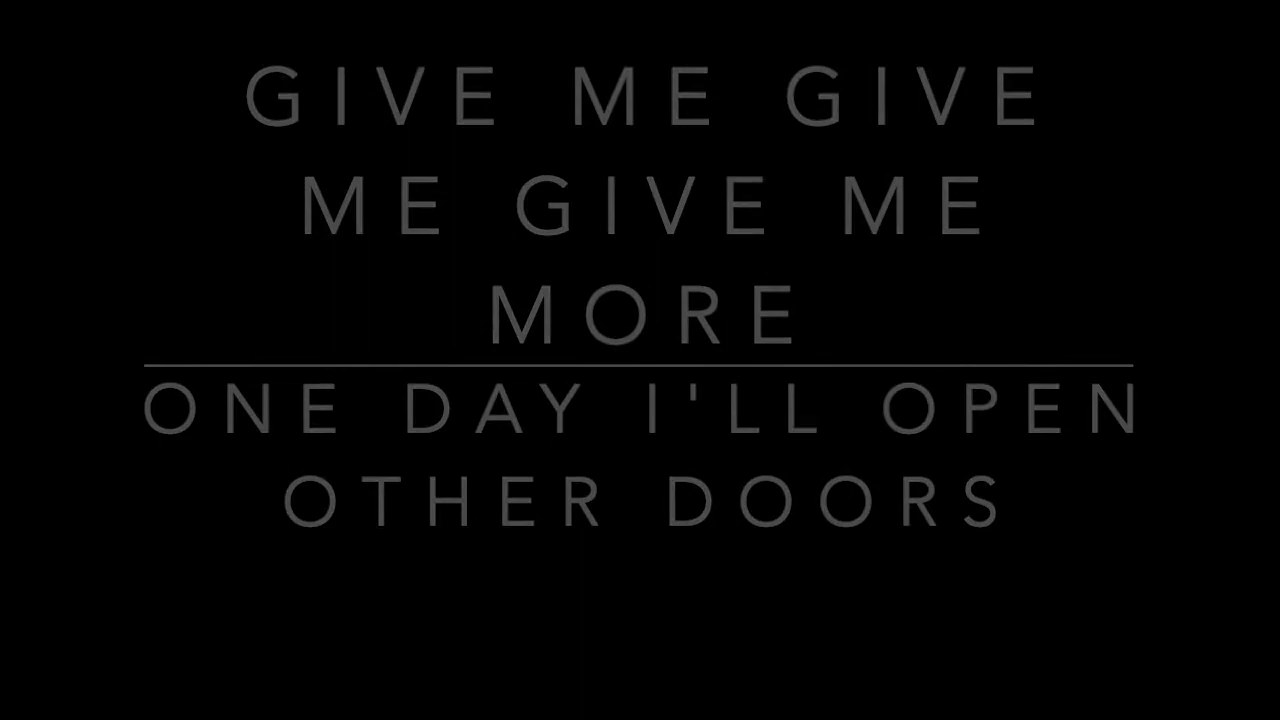 GIVE ME GIVE
ME GIVE ME
MORE
ONE DAY I'LL OPEN
OTHER DOORS